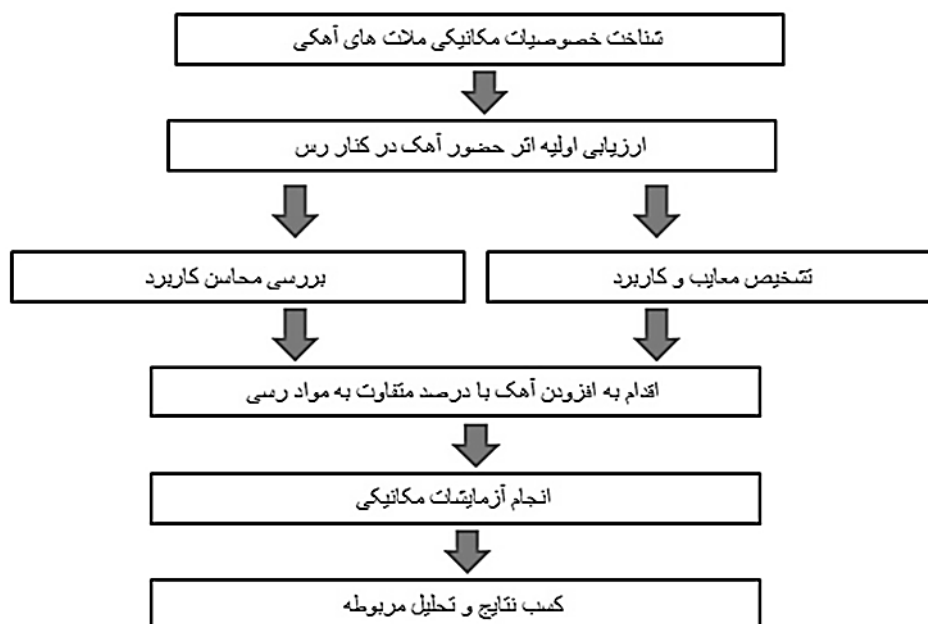 شناخت خصوصیات مکانیکی ملات های آهکی
ارزیابی اولیه اثر حضور آهک در کنار رس
تشخیص معایب و کاربرد
بررسی محاسن کاربرد
اقدام به افزودن آهک با درصد متفاوت به مواد رسی
انجام آزمایشات مکانیکی
کسب نتایج و تحلیل مربوطه